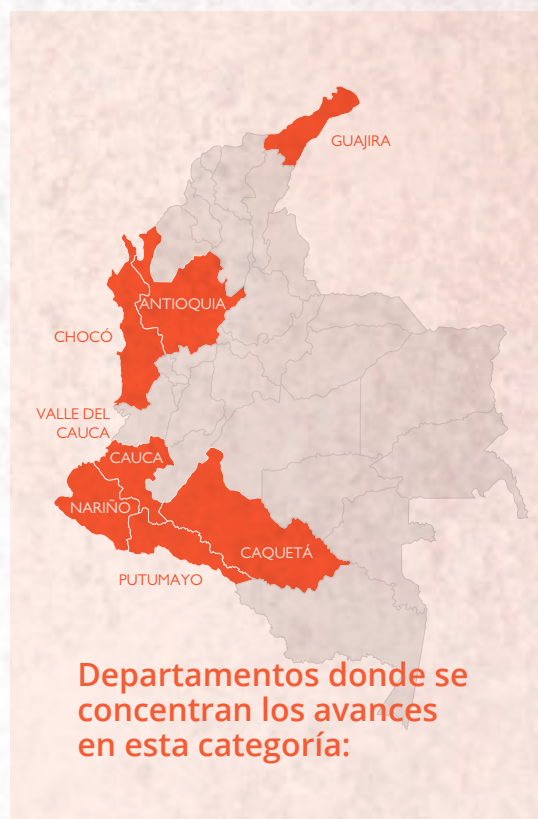 GUAJIRA
ANTIOQUIA
CHOCÓ
VALLE DEL
CAUCA
CAUCA
NARIÑO
CAQUETÁ
PUTUMAYO
Departamentos donde se
concentran los avances
en esta categoría: